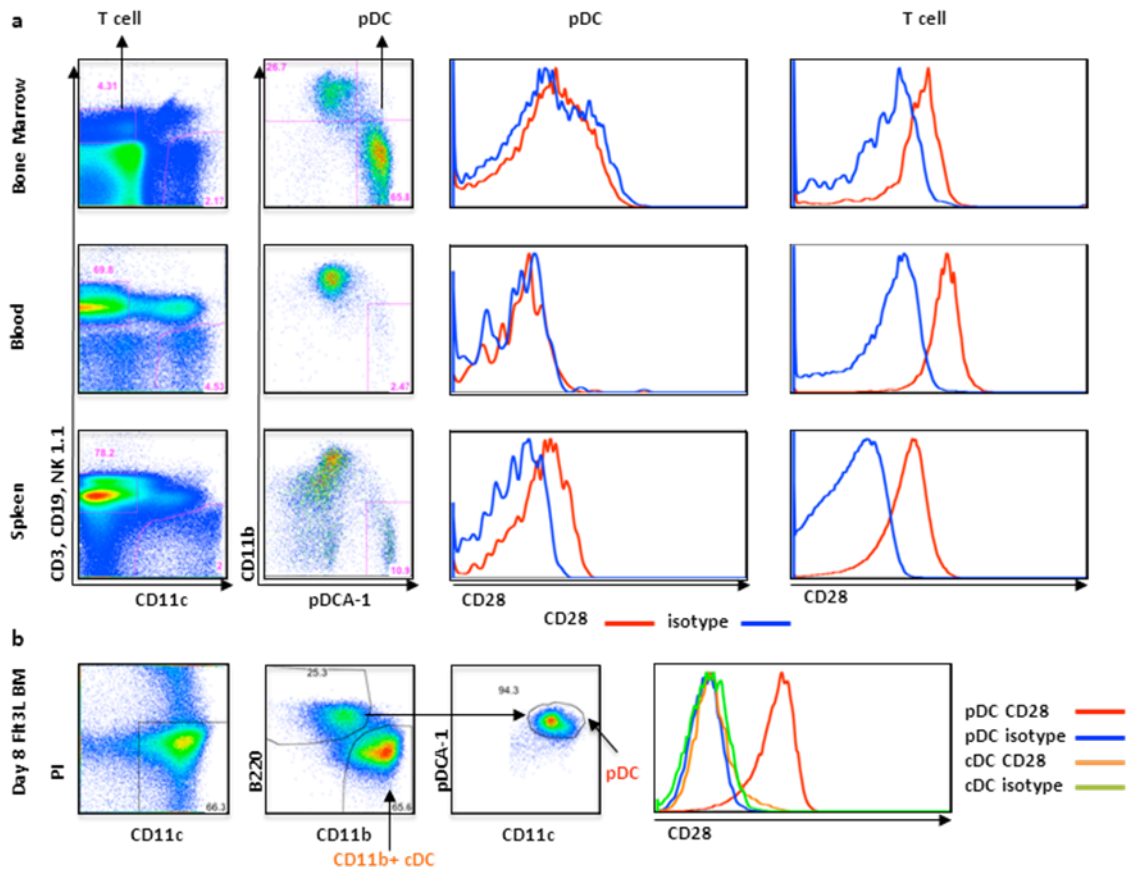 a
T cell
pDC
pDC
T cell
Bone Marrow
4.31
2.17
26.7
65.8
Blood
69.8
4.53
2.47
Spleen
78.2
2
10.9
CD3, CD19, NK 1.1
CD11b
CD11c
pDCA-1
CD28
CD28
CD28
isotype
b
Day 8 Flt3L BM
PI
66.3
CD11c
B220
25.3
65.6
CD11b
CD11b+ cDC
pDCA-1
94.3
CD11c
pDC
CD28
pDC CD28
pDC isotype
cDC CD28
cDC isotype